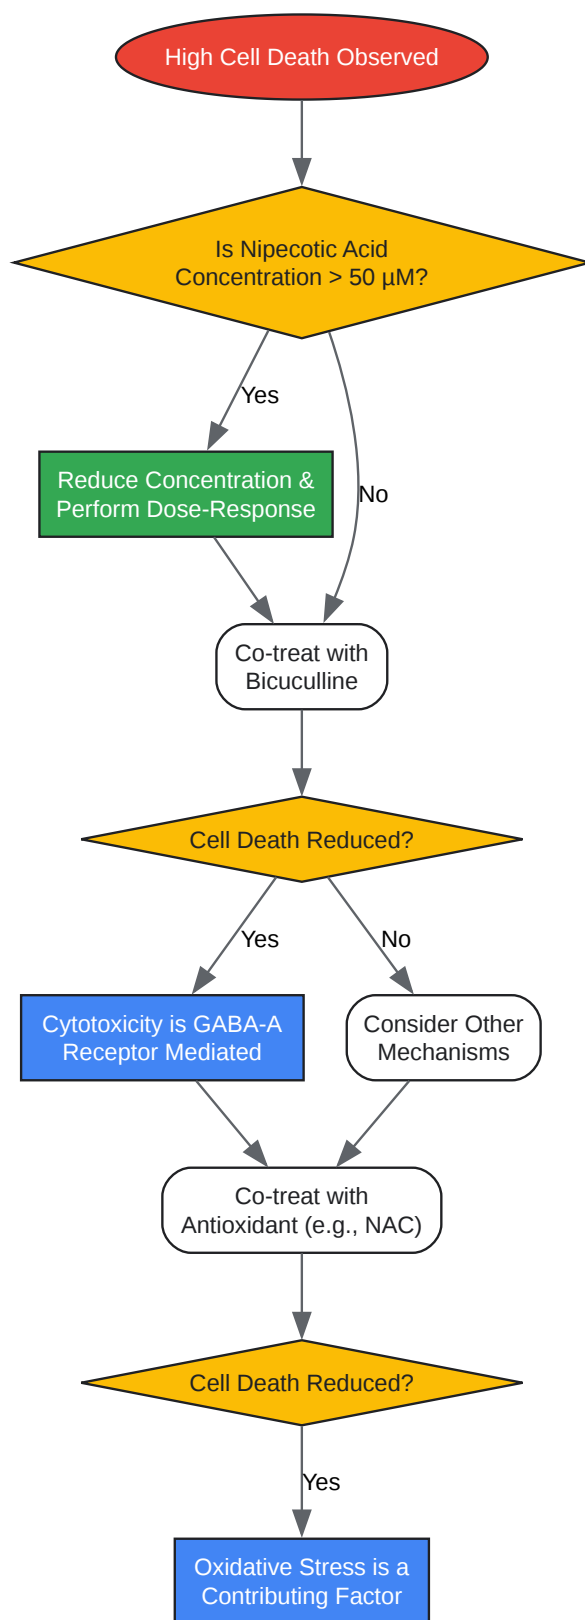 High Cell Death Observed
Is Nipecotic Acid
Concentration > 50 µM?
Yes
Reduce Concentration &
Perform Dose-Response
No
Co-treat with
Bicuculline
Cell Death Reduced?
Yes
No
Cytotoxicity is GABA-A
Receptor Mediated
Consider Other
Mechanisms
Co-treat with
Antioxidant (e.g., NAC)
Cell Death Reduced?
Yes
Oxidative Stress is a
Contributing Factor